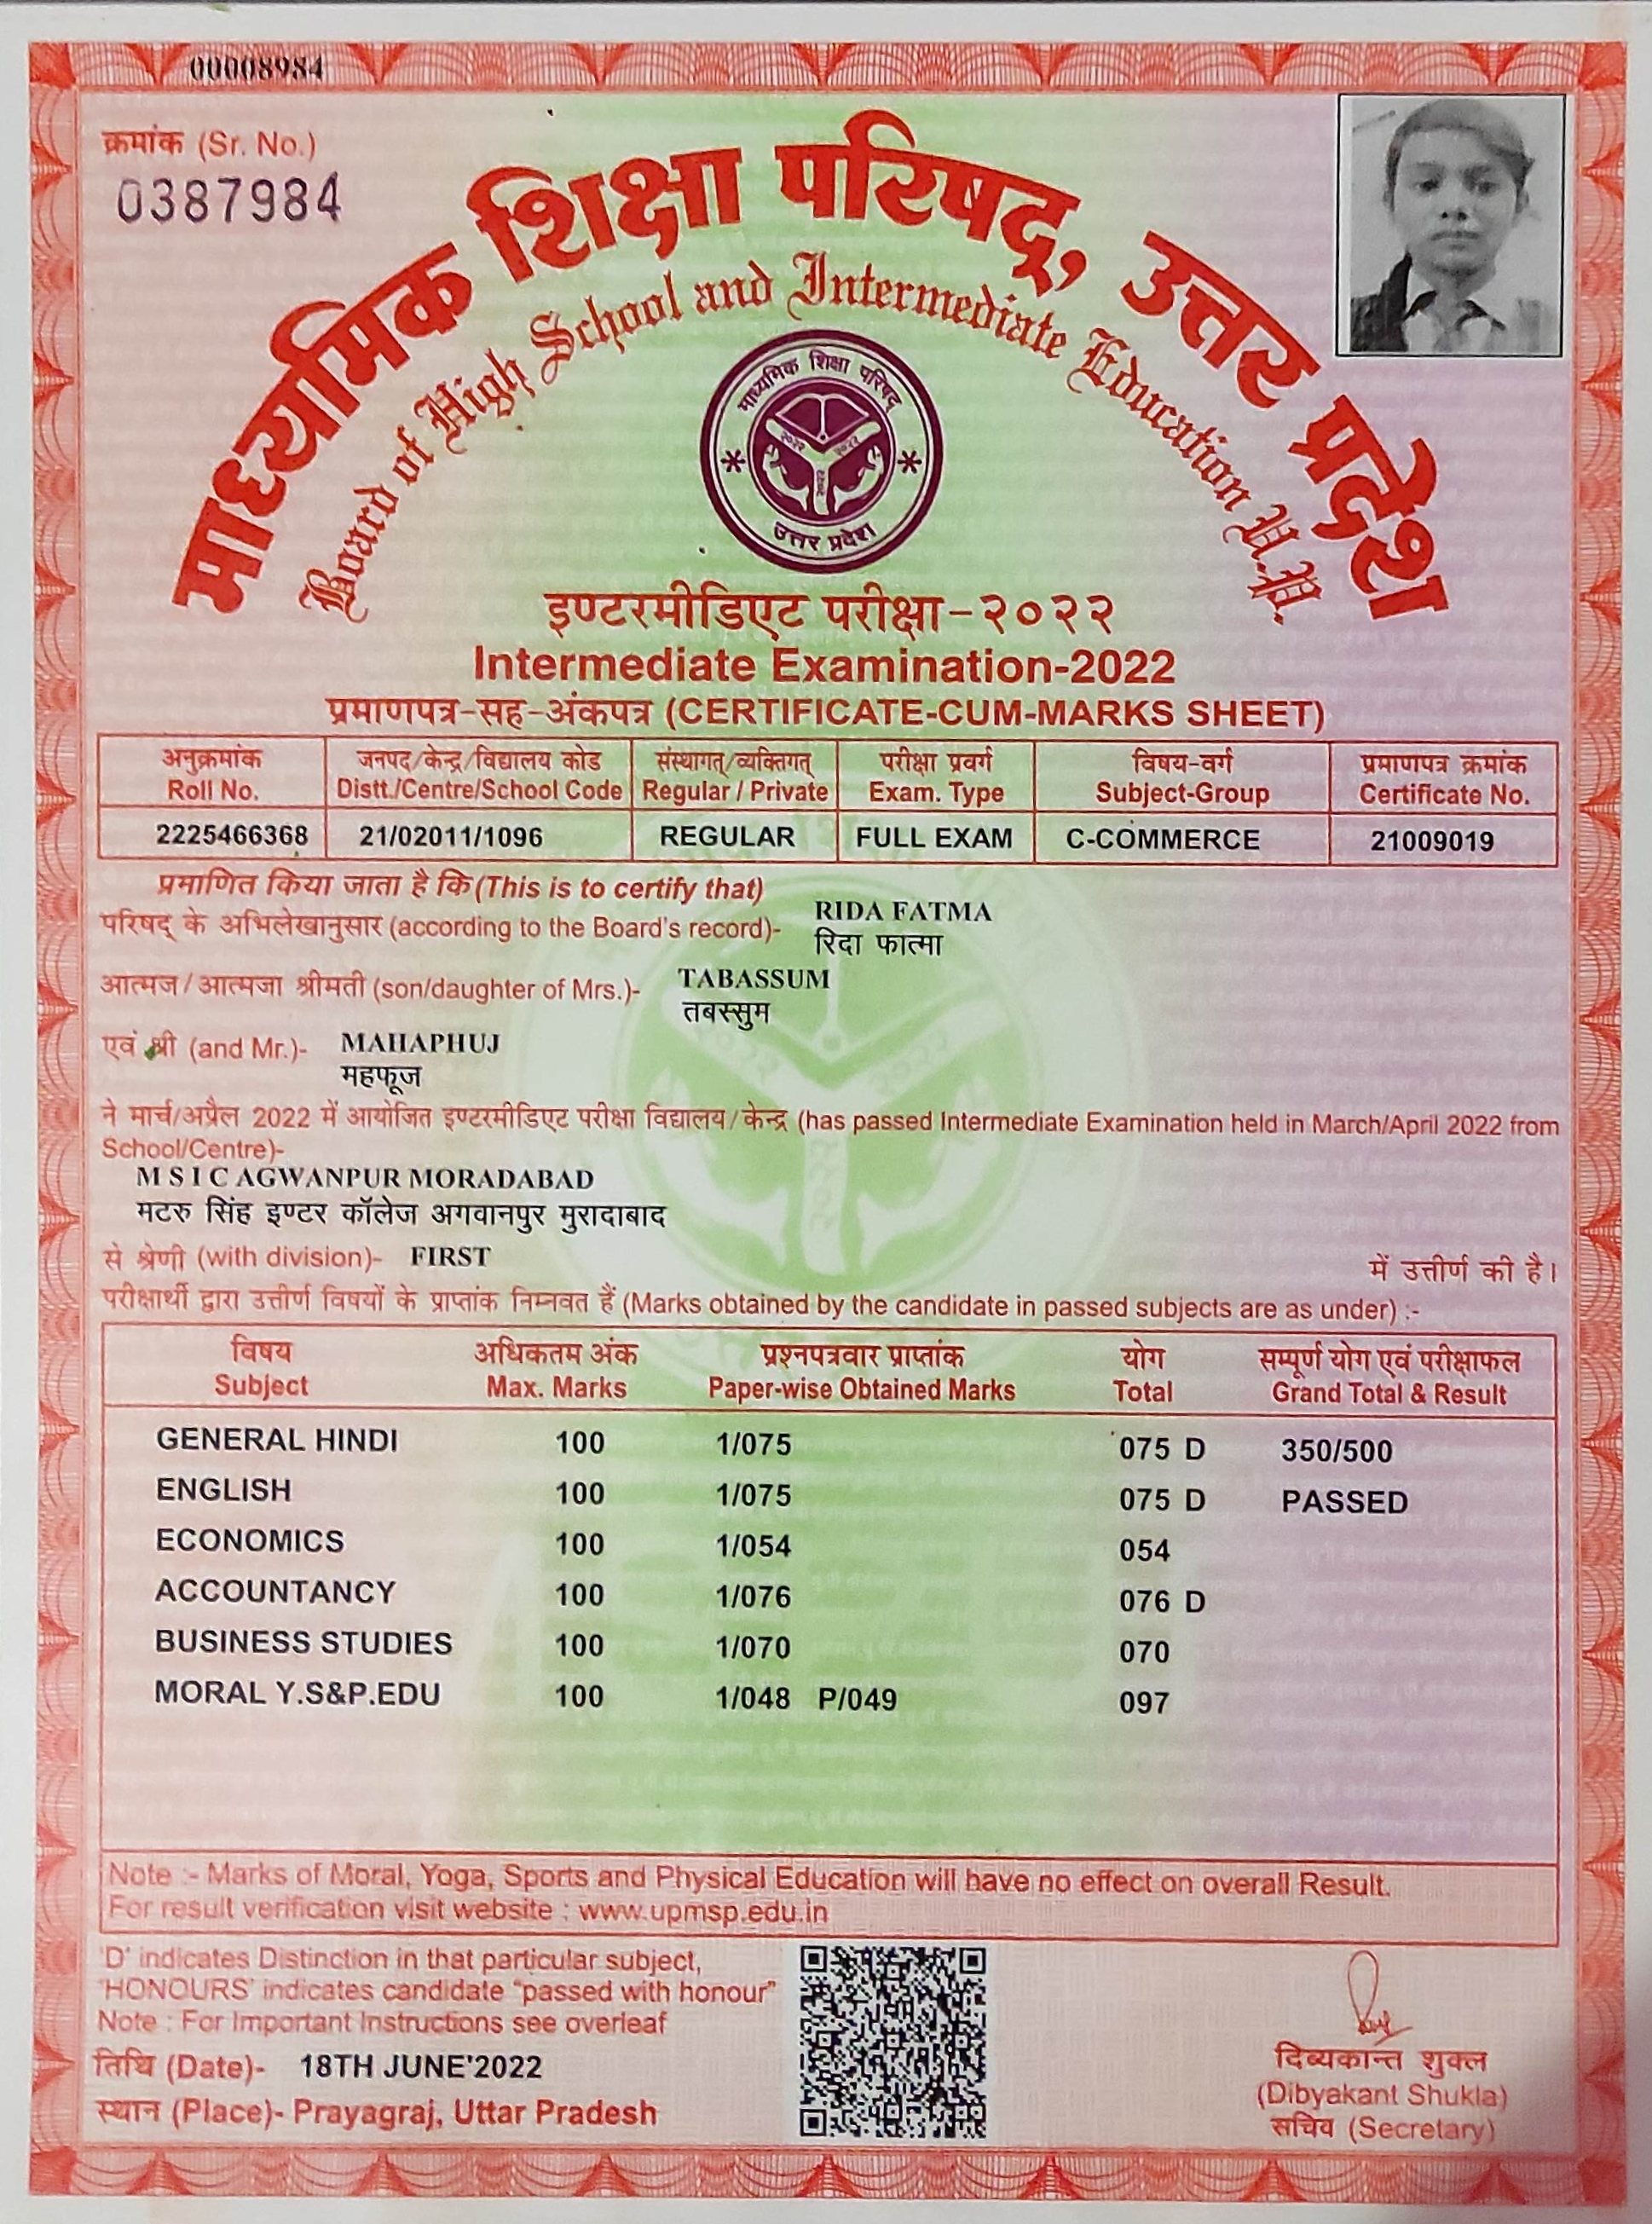 00008984
क्रमांक (Sr. No.)
0387984
माध्यमिक शिक्षा परिषद्, उत्तर प्रदेश
Board of High School and Intermediate Education U.P.
माध्यमिक शिक्षा परिषद्
२०२२ २०२२
२०२२
उत्तर प्रदेश
इण्टरमीडिएट परीक्षा-२०२२
Intermediate Examination-2022
प्रमाणपत्र-सह-अंकपत्र (CERTIFICATE-CUM-MARKS SHEET)
अनुक्रमांक जनपद/केन्द्र/विद्यालय कोड संस्थागत्/व्यक्तिगत् परीक्षा प्रवर्ग विषय-वर्ग प्रमाणपत्र क्रमांक
Roll No. Distt./Centre/School Code Regular / Private Exam. Type Subject-Group Certificate No.
2225466368 21/02011/1096 REGULAR FULL EXAM C-COMMERCE 21009019
प्रमाणित किया जाता है कि (This is to certify that)
परिषद् के अभिलेखानुसार (according to the Board's record)- RIDA FATMA
रिदा फात्मा
आत्मज/आत्मजा श्रीमती (son/daughter of Mrs.)- TABASSUM
तबस्सुम
एवं श्री (and Mr.)- MAHAPHUJ
महफूज
ने मार्च/अप्रैल 2022 में आयोजित इण्टरमीडिएट परीक्षा विद्यालय/केन्द्र (has passed Intermediate Examination held in March/April 2022 from
School/Centre)-
M S I C AGWANPUR MORADABAD
मटरु सिंह इण्टर कॉलेज अगवानपुर मुरादाबाद
से श्रेणी (with division)- FIRST में उत्तीर्ण की है।
परीक्षार्थी द्वारा उत्तीर्ण विषयों के प्राप्तांक निम्नवत हैं (Marks obtained by the candidate in passed subjects are as under) :-
विषय अधिकतम अंक प्रश्नपत्रवार प्राप्तांक योग सम्पूर्ण योग एवं परीक्षाफल
Subject Max. Marks Paper-wise Obtained Marks Total Grand Total & Result
GENERAL HINDI 100 1/075 075 D 350/500
ENGLISH 100 1/075 075 D PASSED
ECONOMICS 100 1/054 054
ACCOUNTANCY 100 1/076 076 D
BUSINESS STUDIES 100 1/070 070
MORAL Y.S&P.EDU 100 1/048 P/049 097
Note :- Marks of Moral, Yoga, Sports and Physical Education will have no effect on overall Result.
For result verification visit website : www.upmsp.edu.in
'D' indicates Distinction in that particular subject,
'HONOURS' indicates candidate "passed with honour"
Note : For Important Instructions see overleaf
तिथि (Date)- 18TH JUNE'2022
स्थान (Place)- Prayagraj, Uttar Pradesh
दिब्यकान्त शुक्ल
(Dibyakant Shukla)
सचिव (Secretary)